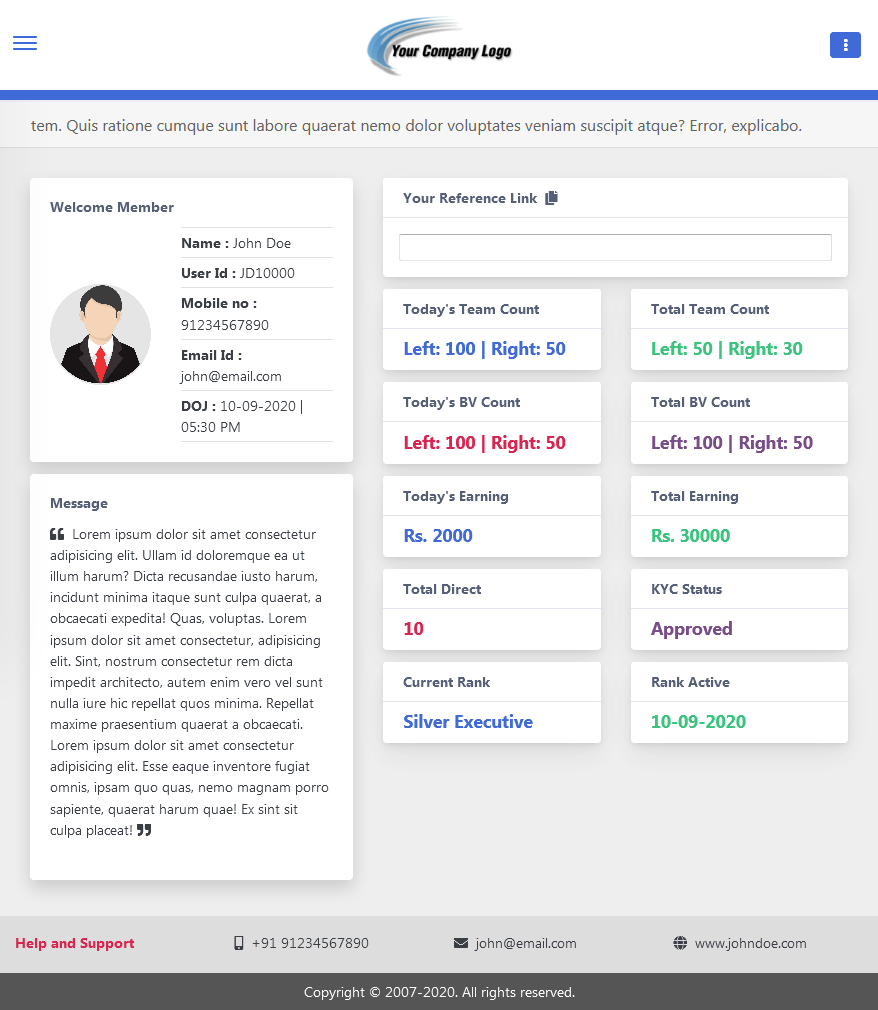 Your Company Logo
tem. Quis ratione cumque sunt labore quaerat nemo dolor voluptates veniam suscipit atque? Error, explicabo.
Welcome Member
Name : John Doe
User Id : JD10000
Mobile no :
91234567890
Email Id :
john@email.com
DOJ : 10-09-2020 |
05:30 PM
Message
❝ Lorem ipsum dolor sit amet consectetur
adipisicing elit. Ullam id doloremque ea ut
illum harum? Dicta recusandae iusto harum,
incidunt minima itaque sunt culpa quaerat, a
obcaecati expedita! Quas, voluptas. Lorem
ipsum dolor sit amet consectetur, adipisicing
elit. Sint, nostrum consectetur rem dicta
impedit architecto, autem enim vero vel sunt
nulla iure hic repellat quos minima. Repellat
maxime praesentium quaerat a obcaecati.
Lorem ipsum dolor sit amet consectetur
adipisicing elit. Esse eaque inventore fugiat
omnis, ipsam quo quas, nemo magnam porro
sapiente, quaerat harum quae! Ex sint sit
culpa placeat! ❞
Your Reference Link
Today's Team Count
Left: 100 | Right: 50
Total Team Count
Left: 50 | Right: 30
Today's BV Count
Left: 100 | Right: 50
Total BV Count
Left: 100 | Right: 50
Today's Earning
Rs. 2000
Total Earning
Rs. 30000
Total Direct
10
KYC Status
Approved
Current Rank
Silver Executive
Rank Active
10-09-2020
Help and Support
+91 91234567890
john@email.com
www.johndoe.com
Copyright © 2007-2020. All rights reserved.